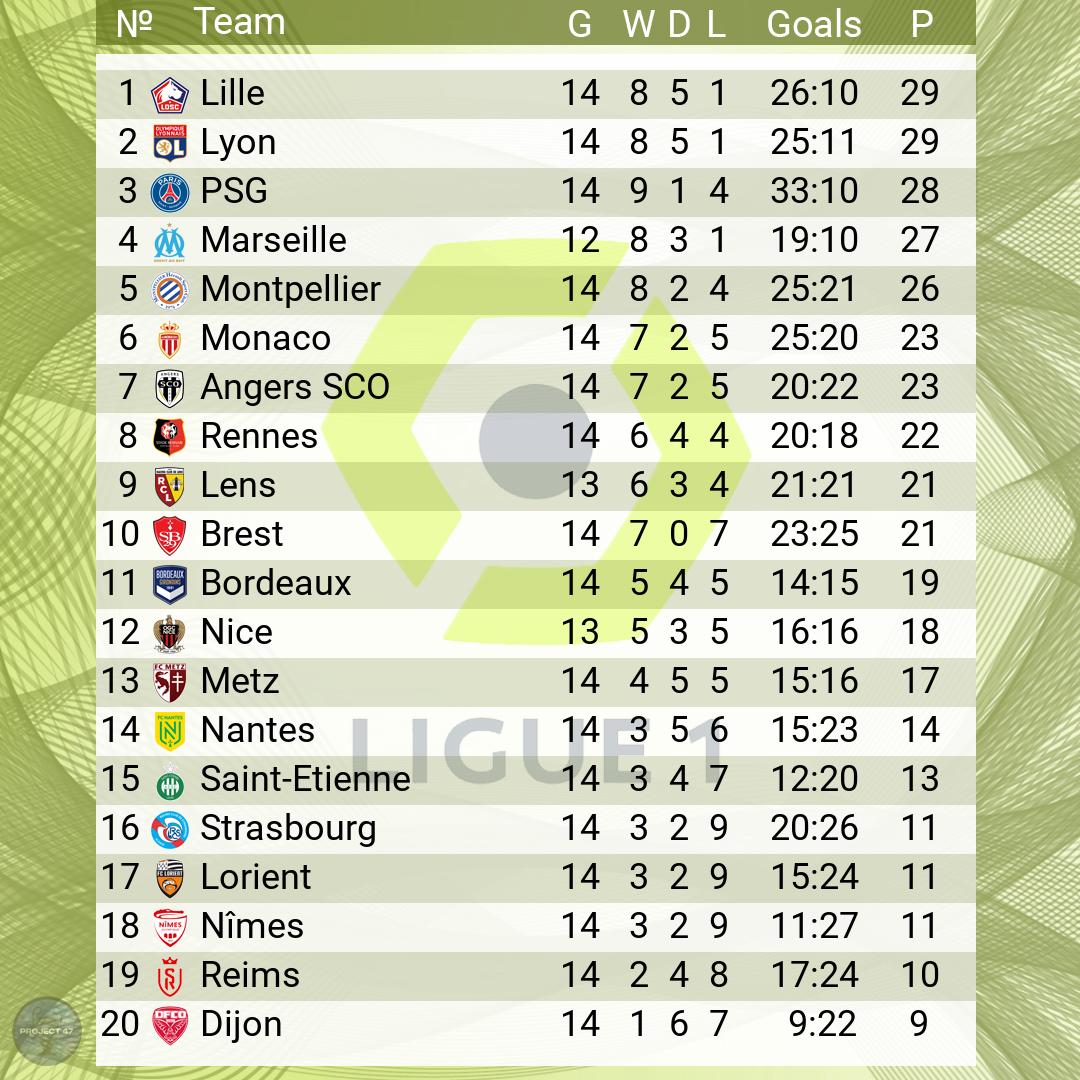 № Team G W D L Goals P
1 Lille 14 8 5 1 26:10 29
2 Lyon 14 8 5 1 25:11 29
3 PSG 14 9 1 4 33:10 28
4 Marseille 12 8 3 1 19:10 27
5 Montpellier 14 8 2 4 25:21 26
6 Monaco 14 7 2 5 25:20 23
7 Angers SCO 14 7 2 5 20:22 23
8 Rennes 14 6 4 4 20:18 22
9 Lens 13 6 3 4 21:21 21
10 Brest 14 7 0 7 23:25 21
11 Bordeaux 14 5 4 5 14:15 19
12 Nice 13 5 3 5 16:16 18
13 Metz 14 4 5 5 15:16 17
14 Nantes 14 3 5 6 15:23 14
15 Saint-Etienne 14 3 4 7 12:20 13
16 Strasbourg 14 3 2 9 20:26 11
17 Lorient 14 3 2 9 15:24 11
18 Nîmes 14 3 2 9 11:27 11
19 Reims 14 2 4 8 17:24 10
20 Dijon 14 1 6 7 9:22 9
LIGUE 1
PROJECT 47